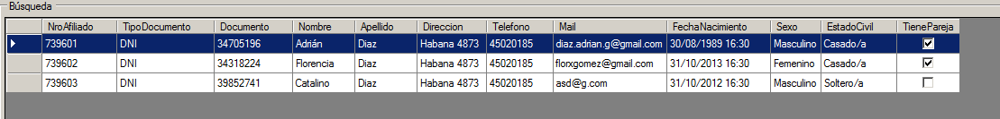 Búsqueda
NroAfiliado TipoDocumento Documento Nombre Apellido Direccion Telefono Mail FechaNacimiento Sexo EstadoCivil TienePareja
739601 DNI 34705196 Adrián Diaz Habana 4873 45020185 diaz.adrian.g@gmail.com 30/08/1989 16:30 Masculino Casado/a
739602 DNI 34318224 Florencia Diaz Habana 4873 45020185 florxgomez@gmail.com 31/10/2013 16:30 Femenino Casado/a
739603 DNI 39852741 Catalino Diaz Habana 4873 45020185 asd@g.com 31/10/2012 16:30 Masculino Soltero/a